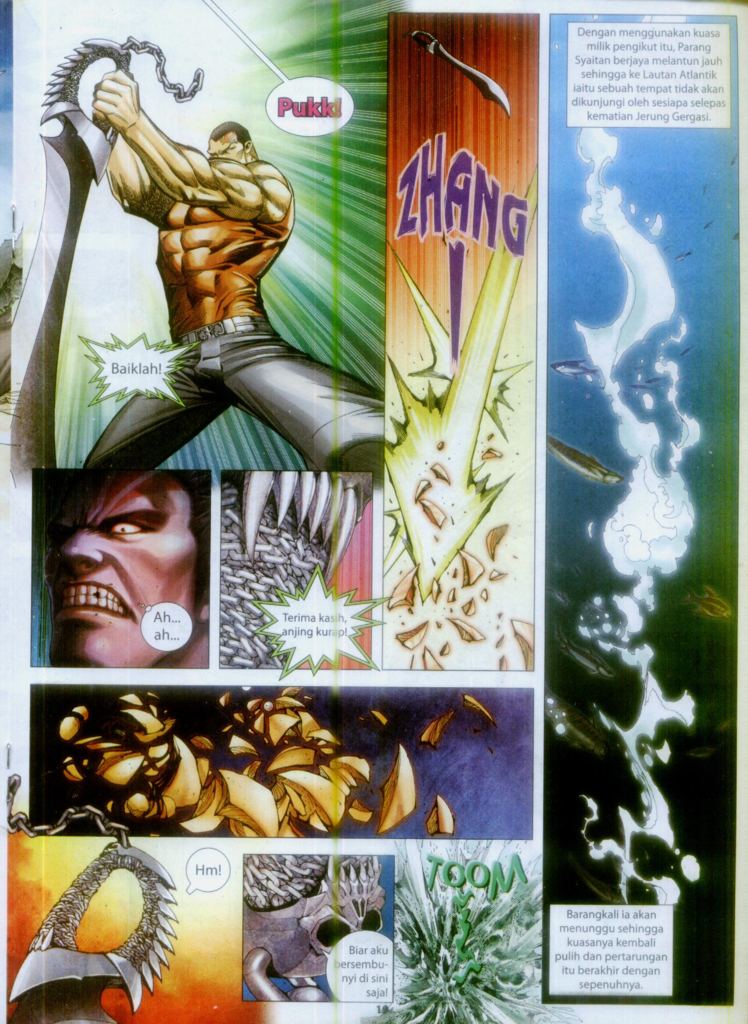 Pukk!
Baiklah!
ZHANG
!
Dengan menggunakan kuasa
milik pengikut itu, Parang
Syaitan berjaya melantun jauh
sehingga ke Lautan Atlantik
iaitu sebuah tempat tidak akan
dikunjungi oleh sesiapa selepas
kematian Jerung Gergasi.
Ah...
ah...
Terima kasih,
anjing kurap!
Hm!
Biar aku
bersembu-
nyi di sini
saja!
TOOM
Barangkali ia akan
menunggu sehingga
kuasanya kembali
pulih dan pertarungan
itu berakhir dengan
sepenuhnya.